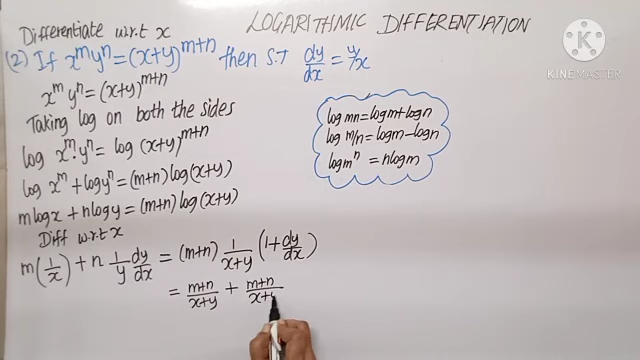 LOGARITHMIC DIFFERENTIATION
Differentiate w.r.t x
(2) If x^m y^n = (x+y)^{m+n} then S.T dy/dx = y/x
x^m y^n = (x+y)^{m+n}
Taking log on both the sides
log x^m . y^n = log (x+y)^{m+n}
log x^m + log y^n = (m+n) log (x+y)
m log x + n log y = (m+n) log (x+y)
Diff w.r.t x
m(1/x) + n 1/y dy/dx = (m+n) 1/(x+y) (1 + dy/dx)
= (m+n)/(x+y) + (m+n)/(x+y
log mn = log m + log n
log m/n = log m - log n
log m^n = n log m
KINEMASTER